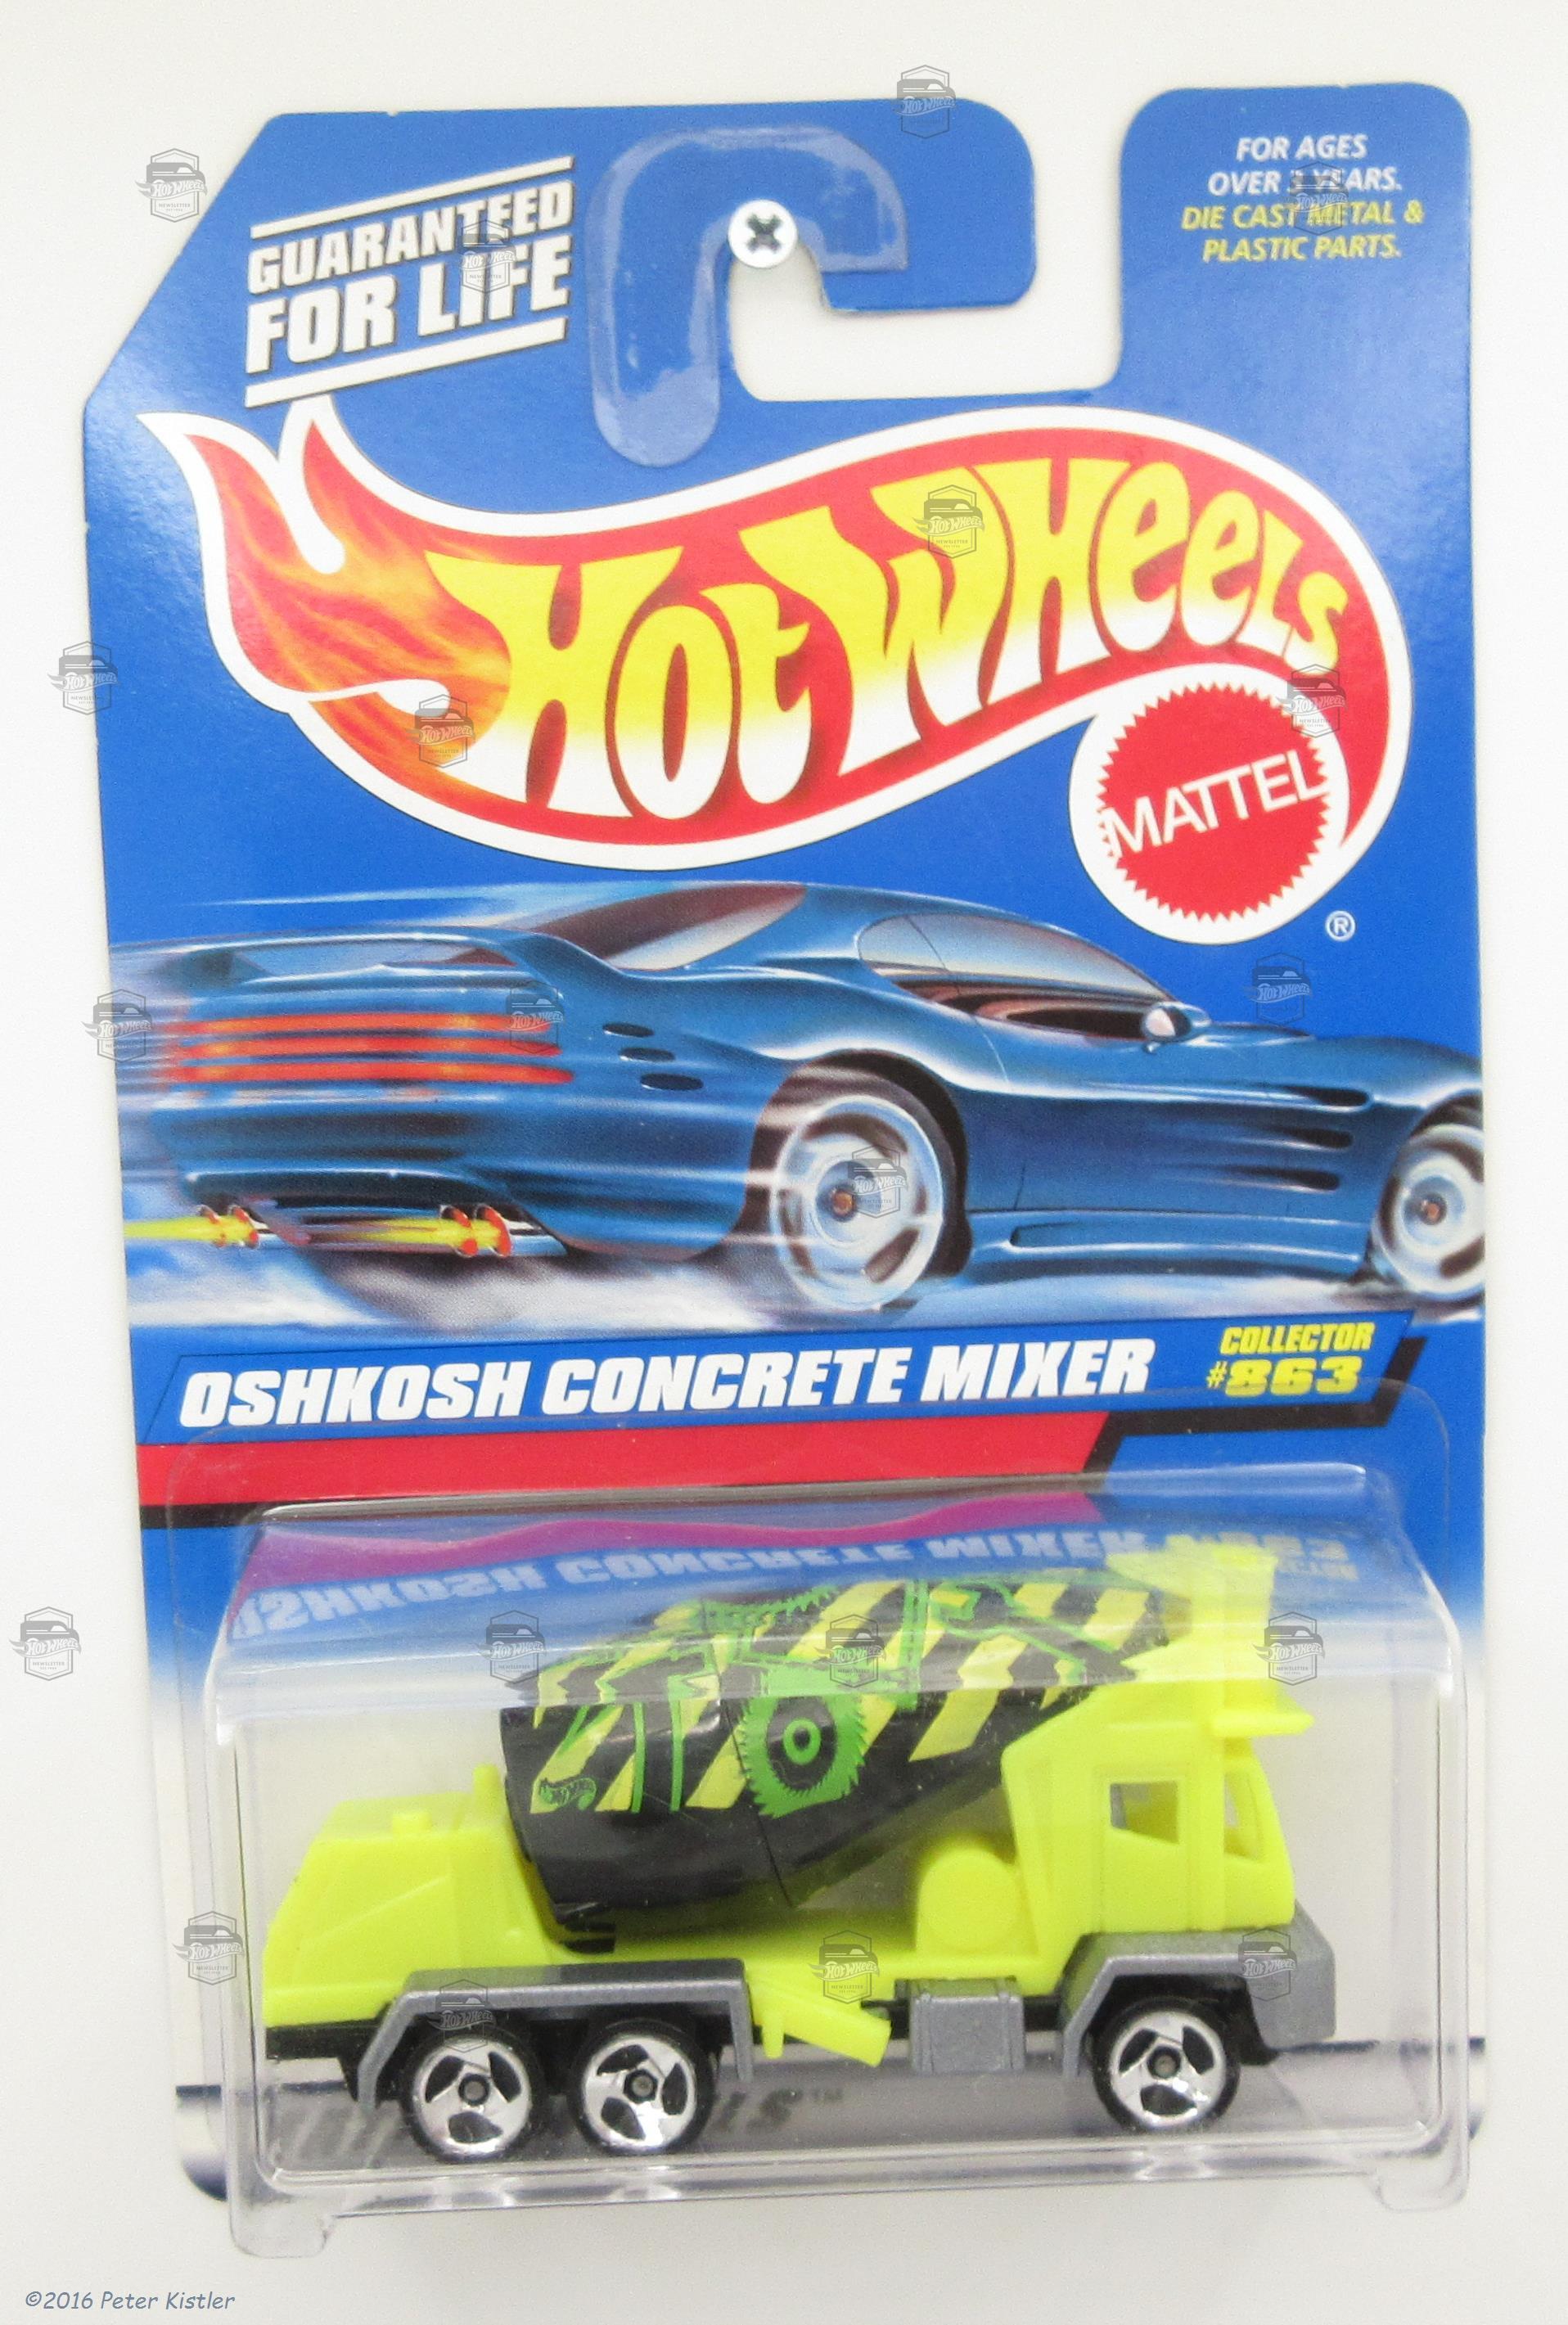 GUARANTEED
FOR LIFE
FOR AGES
OVER 3 YEARS.
DIE CAST METAL &
PLASTIC PARTS.
Hot Wheels
MATTEL
®
OSHKOSH CONCRETE MIXER
COLLECTOR
#863
©2016 Peter Kistler